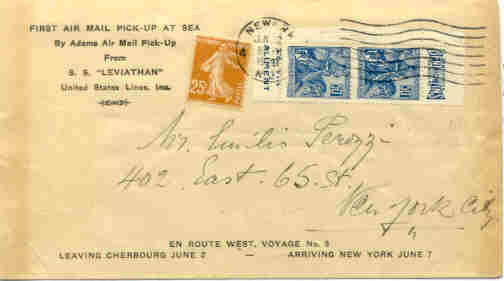 FIRST AIR MAIL PICK-UP AT SEA
By Adams Air Mail Pick-Up
From
S. S. "LEVIATHAN"
United States Lines, Inc.
25c
Mr. Emilio Perozzi
402 East. 65. St.
New York City
EN ROUTE WEST, VOYAGE No. 3
LEAVING CHERBOURG JUNE 2 — ARRIVING NEW YORK JUNE 7